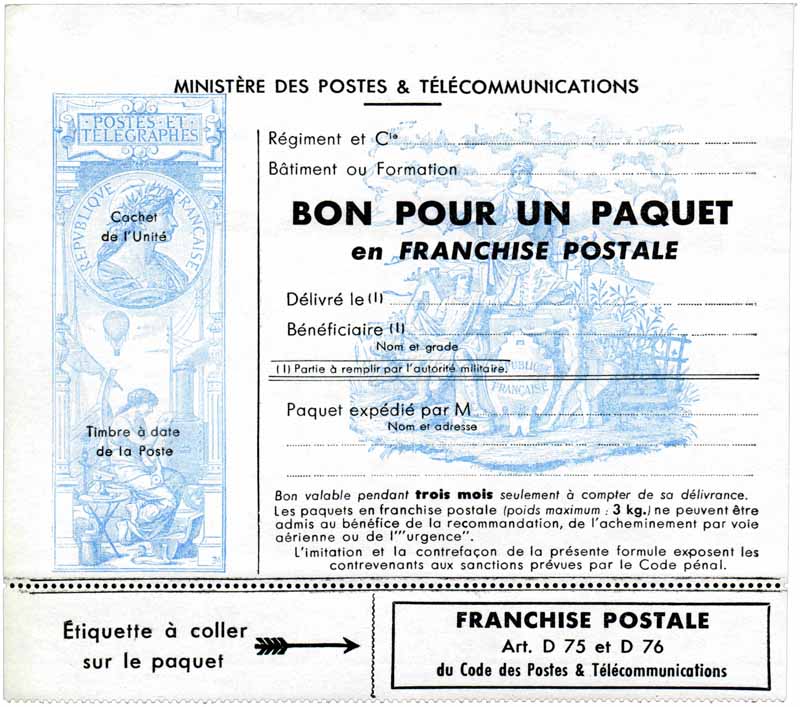 MINISTÈRE DES POSTES & TÉLÉCOMMUNICATIONS
POSTES · ET
TÉLÉGRAPHES
RÉPVBLIQVE FRANÇAISE
Cachet
de l'Unité
Timbre à date
de la Poste
Régiment et Cie
Bâtiment ou Formation
BON POUR UN PAQUET
en FRANCHISE POSTALE
Délivré le (1)
Bénéficiaire (1)
Nom et grade
(1) Partie à remplir par l'autorité militaire.
RÉPUBLIQUE
FRANÇAISE
Paquet expédié par M
Nom et adresse
Bon valable pendant trois mois seulement à compter de sa délivrance.
Les paquets en franchise postale (poids maximum : 3 kg.) ne peuvent être
admis au bénéfice de la recommandation, de l'acheminement par voie
aérienne ou de l'"'urgence".
L'imitation et la contrefaçon de la présente formule exposent les
contrevenants aux sanctions prévues par le Code pénal.
Étiquette à coller
sur le paquet
FRANCHISE POSTALE
Art. D 75 et D 76
du Code des Postes & Télécommunications